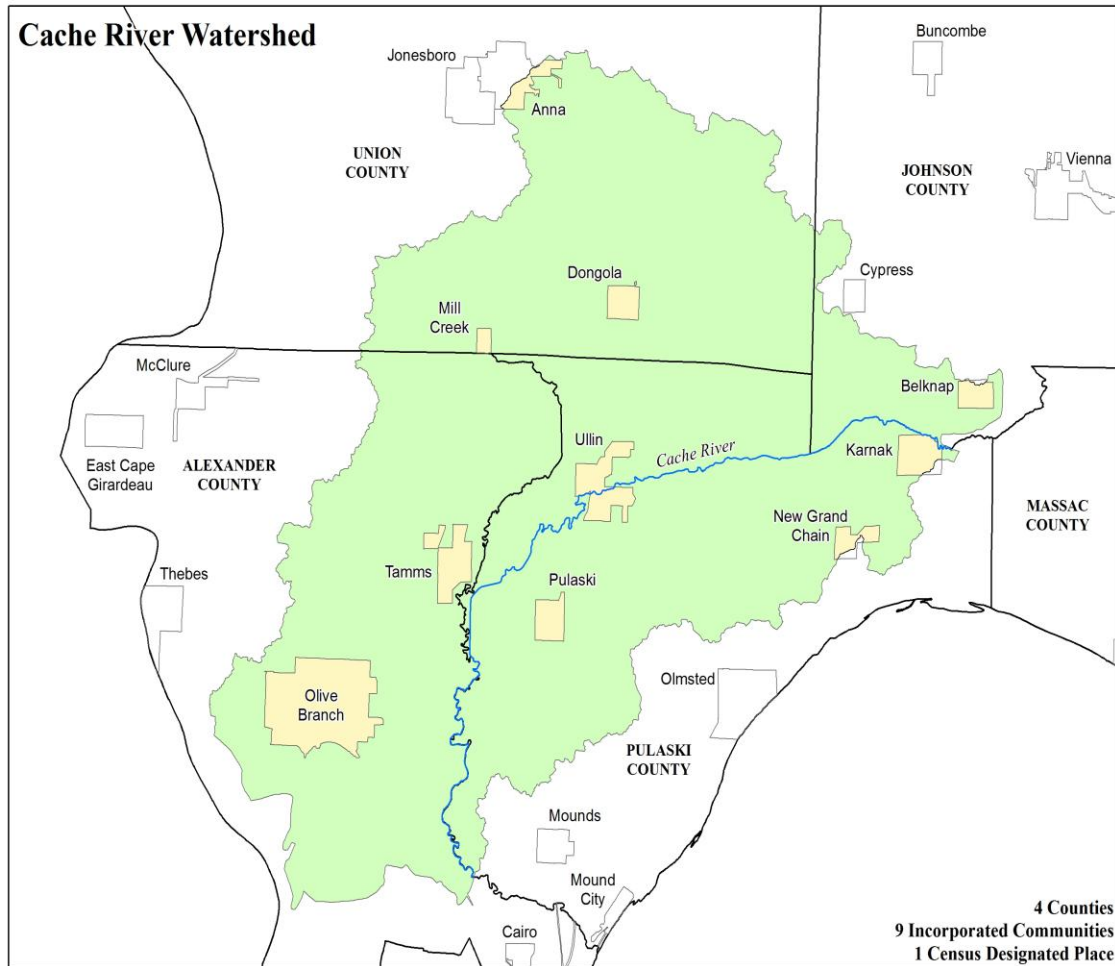 Cache River Watershed
Buncombe
Jonesboro
Anna
UNION
COUNTY
JOHNSON
COUNTY
Vienna
Cypress
Dongola
Mill
Creek
McClure
Belknap
East Cape
Girardeau
ALEXANDER
COUNTY
Ullin
Cache River
Karnak
MASSAC
COUNTY
New Grand
Chain
Thebes
Tamms
Pulaski
Olive
Branch
Olmsted
PULASKI
COUNTY
Mounds
Mound
City
Cairo
4 Counties
9 Incorporated Communities
1 Census Designated Place